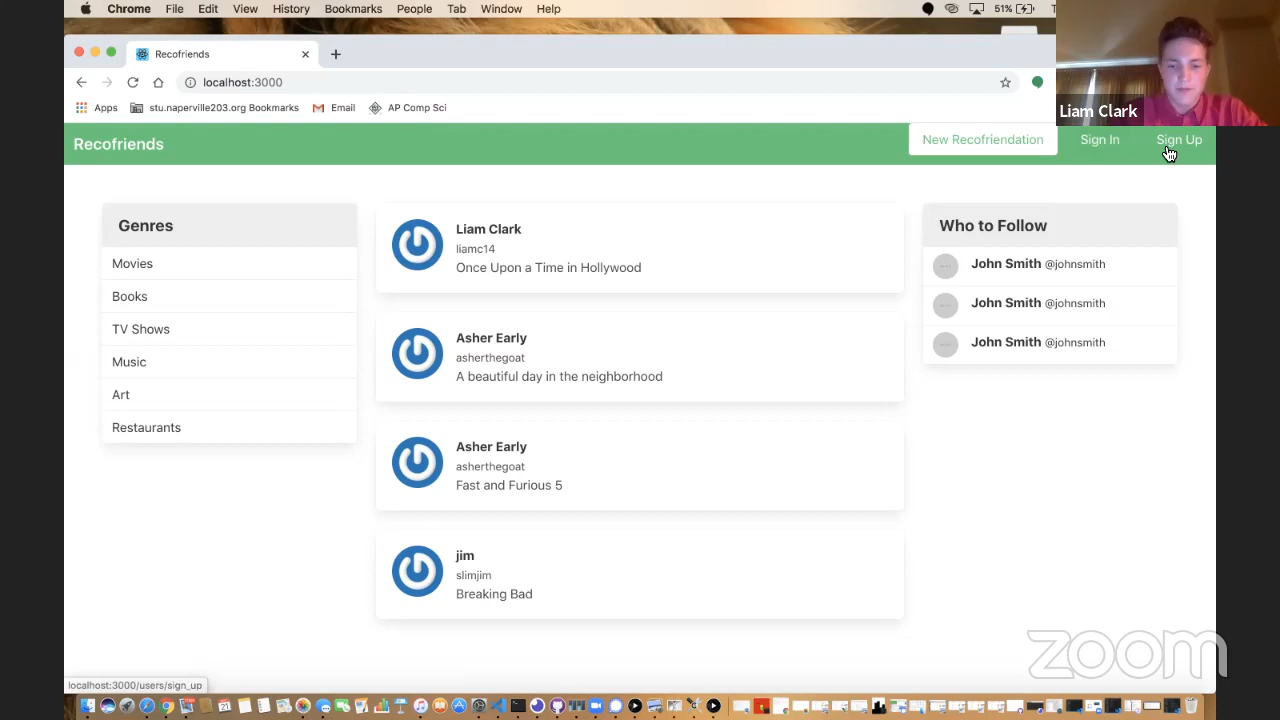 Chrome File Edit View History Bookmarks People Tab Window Help 51%
Liam Clark
Recofriends
localhost:3000
Apps stu.naperville203.org Bookmarks Email AP Comp Sci
Recofriends New Recofriendation Sign In Sign Up
Genres
Movies
Books
TV Shows
Music
Art
Restaurants
Liam Clark
liamc14
Once Upon a Time in Hollywood
Asher Early
asherthegoat
A beautiful day in the neighborhood
Asher Early
asherthegoat
Fast and Furious 5
jim
slimjim
Breaking Bad
Who to Follow
John Smith @johnsmith
John Smith @johnsmith
John Smith @johnsmith
localhost:3000/users/sign_up
zoom